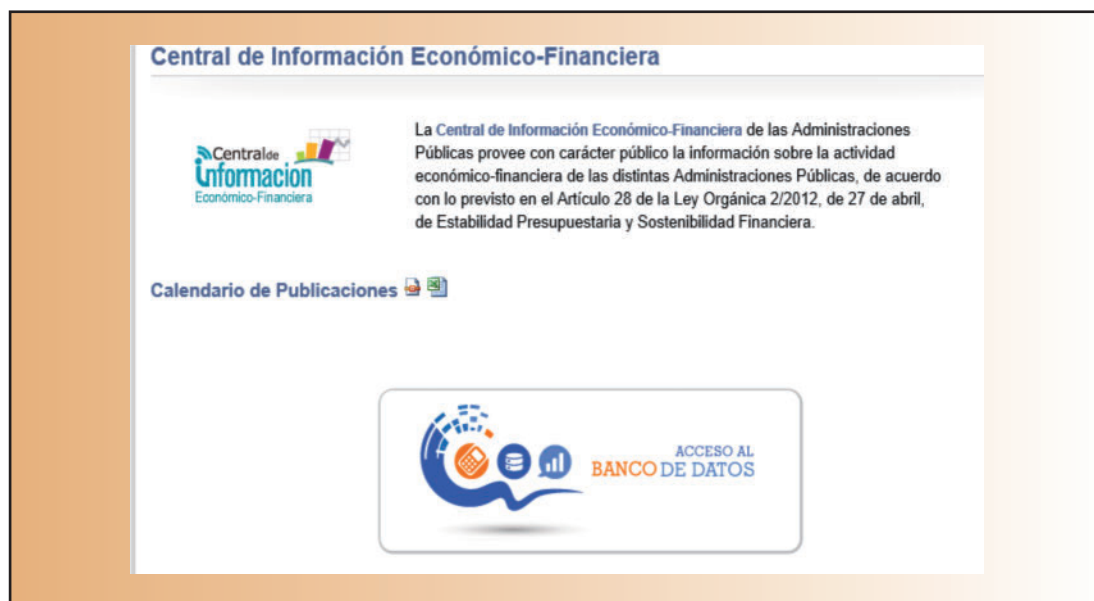 Central de Información Económico-Financiera
Central de
información
Económico-Financiera
La Central de Información Económico-Financiera de las Administraciones
Públicas provee con carácter público la información sobre la actividad
económico-financiera de las distintas Administraciones Públicas, de acuerdo
con lo previsto en el Artículo 28 de la Ley Orgánica 2/2012, de 27 de abril,
de Estabilidad Presupuestaria y Sostenibilidad Financiera.
Calendario de Publicaciones
ACCESO AL
BANCO DE DATOS